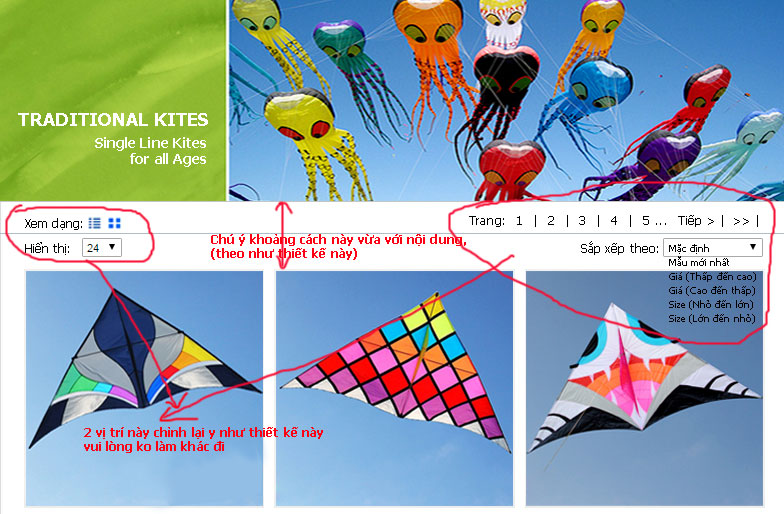 TRADITIONAL KITES
Single Line Kites
for all Ages
Xem dạng:
Trang: 1 | 2 | 3 | 4 | 5 ... Tiếp > | >> |
Hiển thị: 24
Chú ý khoảng cách này vừa với nội dung,
(theo như thiết kế này)
Sắp xếp theo: Mặc định
Mẫu mới nhất
Giá (Thấp đến cao)
Giá (Cao đến thấp)
Size (Nhỏ đến lớn)
Size (Lớn đến nhỏ)
2 vị trí này chỉnh lại y như thiết kế này
vui lòng ko làm khác đi